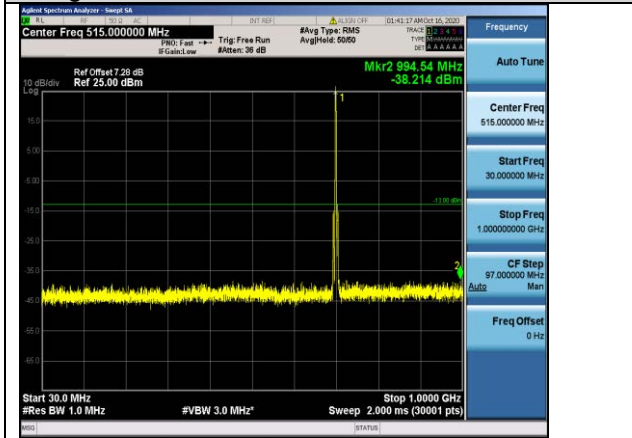 Agilent Spectrum Analyzer - Swept SA
RL RF 50 Ω AC INT REF ALIGN OFF 01:41:17 AM Oct 16, 2020
Center Freq 515.000000 MHz
PNO: Fast
IFGain:Low
Trig: Free Run
#Atten: 36 dB
#Avg Type: RMS
Avg|Hold: 50/50
TRACE 1 2 3 4 5 6
TYPE
DET A A A A A A
Frequency
Mkr2 994.54 MHz
-38.214 dBm
Ref Offset 7.28 dB
10 dB/div Ref 25.00 dBm
Log
1
15.0
5.00
-5.00
-13.00 dBm
-15.0
-25.0
2
-35.0
-45.0
-55.0
-65.0
Start 30.0 MHz
Stop 1.0000 GHz
#Res BW 1.0 MHz
#VBW 3.0 MHz*
Sweep 2.000 ms (30001 pts)
MSG
STATUS
Auto Tune
Center Freq
515.000000 MHz
Start Freq
30.000000 MHz
Stop Freq
1.000000000 GHz
CF Step
97.000000 MHz
Auto Man
Freq Offset
0 Hz